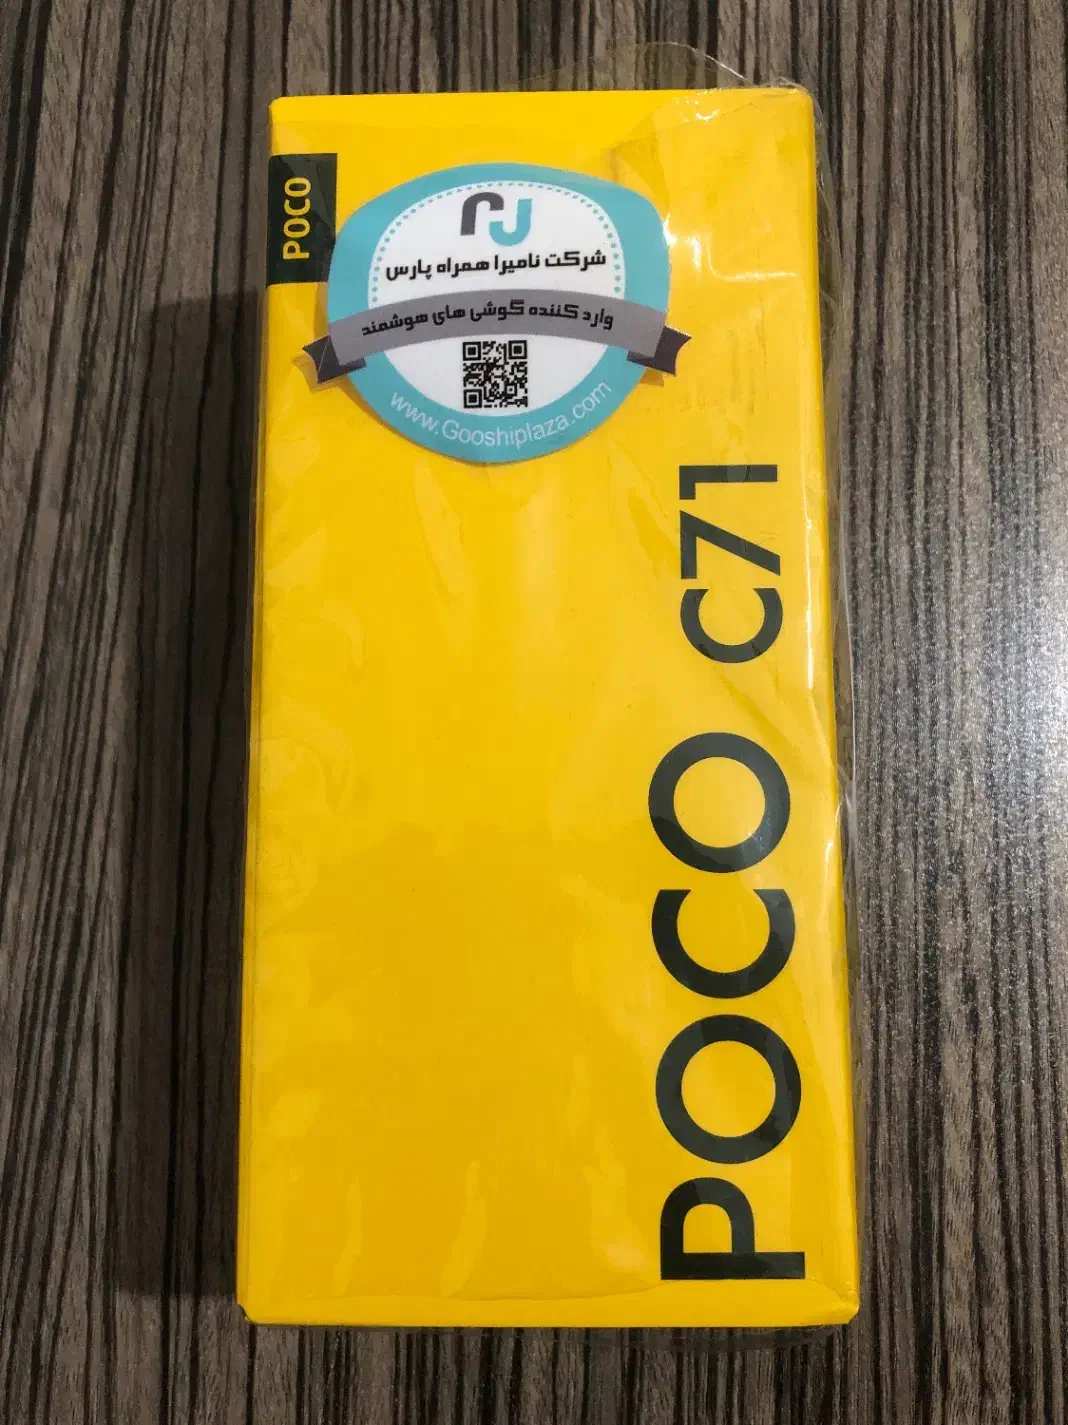 POCO
شرکت نامیرا همراه پارس
وارد کننده گوشی های هوشمند
www.Gooshiplaza.com
POCO C71